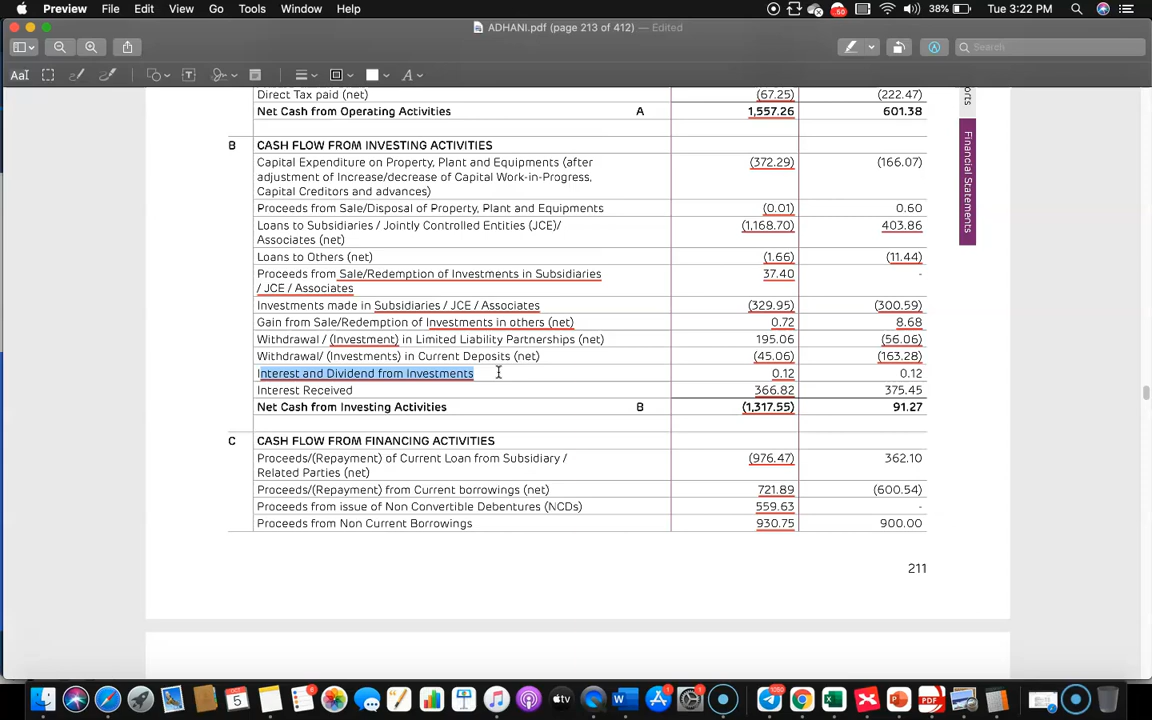 Preview File Edit View Go Tools Window Help 50 38% Tue 3:22 PM
ADHANI.pdf (page 213 of 412) — Edited
Search
Direct Tax paid (net) (67.25) (222.47)
Net Cash from Operating Activities A 1,557.26 601.38
B CASH FLOW FROM INVESTING ACTIVITIES
Capital Expenditure on Property, Plant and Equipments (after (372.29) (166.07)
adjustment of Increase/decrease of Capital Work-in-Progress,
Capital Creditors and advances)
Proceeds from Sale/Disposal of Property, Plant and Equipments (0.01) 0.60
Loans to Subsidiaries / Jointly Controlled Entities (JCE)/ (1,168.70) 403.86
Associates (net)
Loans to Others (net) (1.66) (11.44)
Proceeds from Sale/Redemption of Investments in Subsidiaries 37.40 -
/ JCE / Associates
Investments made in Subsidiaries / JCE / Associates (329.95) (300.59)
Gain from Sale/Redemption of Investments in others (net) 0.72 8.68
Withdrawal / (Investment) in Limited Liability Partnerships (net) 195.06 (56.06)
Withdrawal/ (Investments) in Current Deposits (net) (45.06) (163.28)
Interest and Dividend from Investments 0.12 0.12
Interest Received 366.82 375.45
Net Cash from Investing Activities B (1,317.55) 91.27
C CASH FLOW FROM FINANCING ACTIVITIES
Proceeds/(Repayment) of Current Loan from Subsidiary / (976.47) 362.10
Related Parties (net)
Proceeds/(Repayment) from Current borrowings (net) 721.89 (600.54)
Proceeds from issue of Non Convertible Debentures (NCDs) 559.63 -
Proceeds from Non Current Borrowings 930.75 900.00
211
Financial Statements